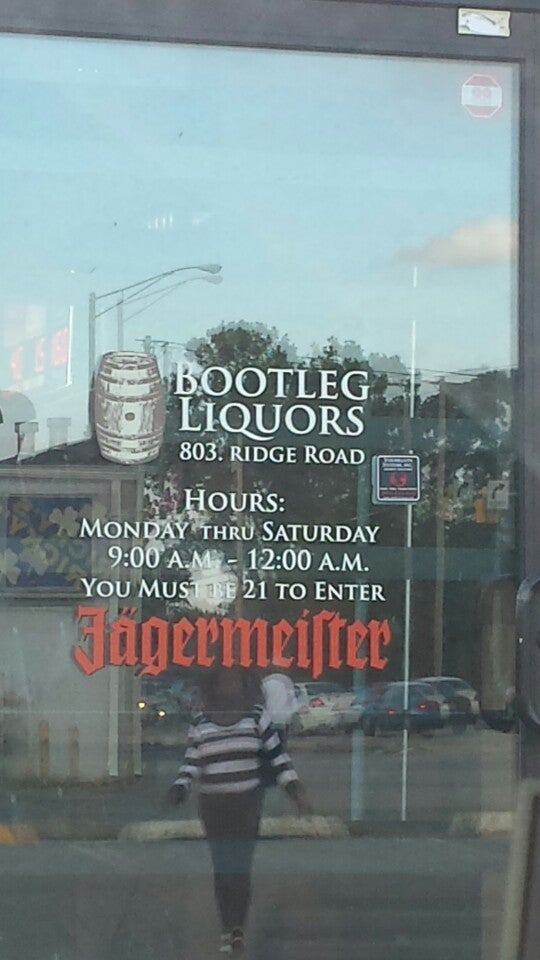 BOOTLEG
LIQUORS
803. RIDGE ROAD
HOURS:
MONDAY THRU SATURDAY
9:00 A.M. - 12:00 A.M.
YOU MUST BE 21 TO ENTER
Jägermeiſter